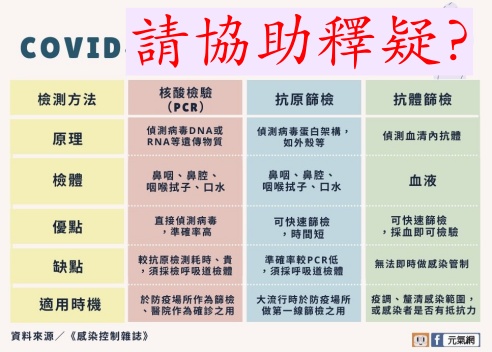 COVID-
請協助釋疑?
檢測方法
核酸檢驗
(PCR)
抗原篩檢
抗體篩檢
原理
偵測病毒DNA或
RNA等遺傳物質
偵測病毒蛋白架構，
如外殼等
偵測血清內抗體
檢體
鼻咽、鼻腔、
咽喉拭子、口水
鼻咽、鼻腔、
咽喉拭子、口水
血液
優點
直接偵測病毒
，準確率高
可快速篩檢
，時間短
可快速篩檢
，採血即可檢驗
缺點
較抗原檢測耗時、貴
，須採檢呼吸道檢體
準確率較PCR低
，須採呼吸道檢體
無法即時做感染管制
適用時機
於防疫場所作為篩檢
、醫院作為確診之用
大流行時於防疫場所
做第一線篩檢之用
疫調、釐清感染範圍，
或感染者是否有抵抗力
資料來源／《感染控制雜誌》
元氣網